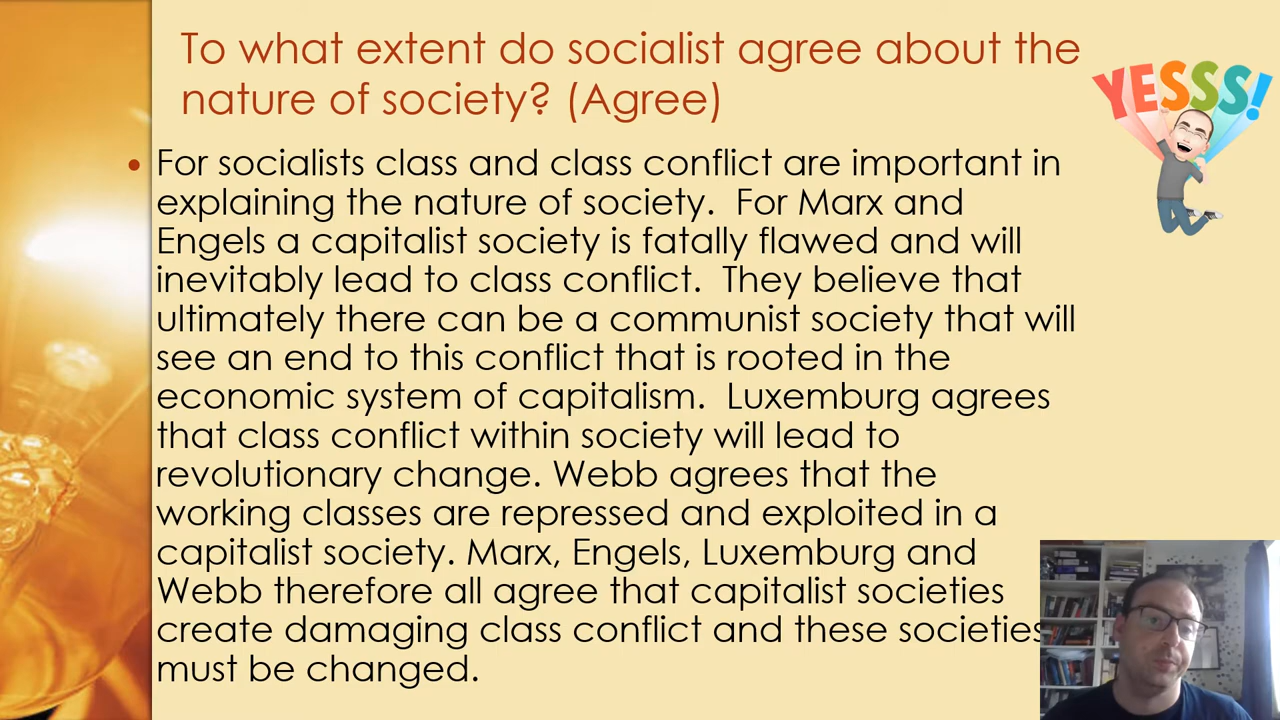 To what extent do socialist agree about the
nature of society? (Agree)
YESSS!
• For socialists class and class conflict are important in
explaining the nature of society. For Marx and
Engels a capitalist society is fatally flawed and will
inevitably lead to class conflict. They believe that
ultimately there can be a communist society that will
see an end to this conflict that is rooted in the
economic system of capitalism. Luxemburg agrees
that class conflict within society will lead to
revolutionary change. Webb agrees that the
working classes are repressed and exploited in a
capitalist society. Marx, Engels, Luxemburg and
Webb therefore all agree that capitalist societies
create damaging class conflict and these societies
must be changed.